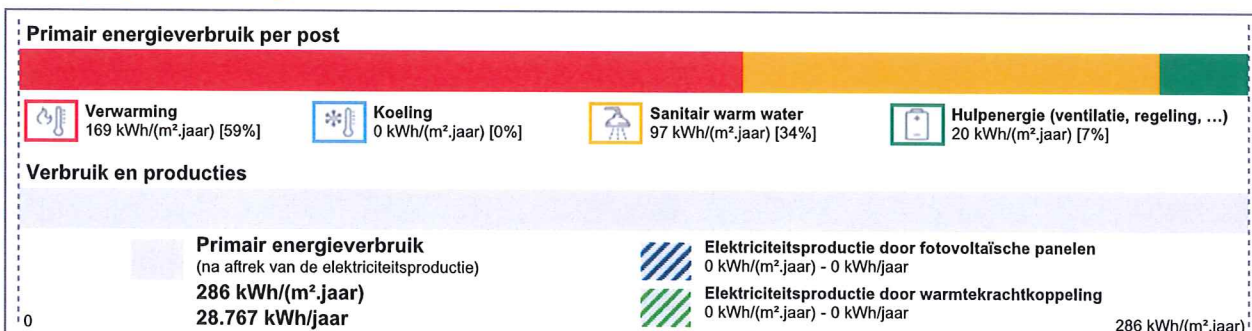 Primair energieverbruik per post
Verwarming
169 kWh/(m².jaar) [59%]
Koeling
0 kWh/(m².jaar) [0%]
Sanitair warm water
97 kWh/(m².jaar) [34%]
Hulpenergie (ventilatie, regeling, ...)
20 kWh/(m².jaar) [7%]
Verbruik en producties
Primair energieverbruik
(na aftrek van de elektriciteitsproductie)
286 kWh/(m².jaar)
28.767 kWh/jaar
Elektriciteitsproductie door fotovoltaïsche panelen
0 kWh/(m².jaar) - 0 kWh/jaar
Elektriciteitsproductie door warmtekrachtkoppeling
0 kWh/(m².jaar) - 0 kWh/jaar
0
286 kWh/(m².jaar)